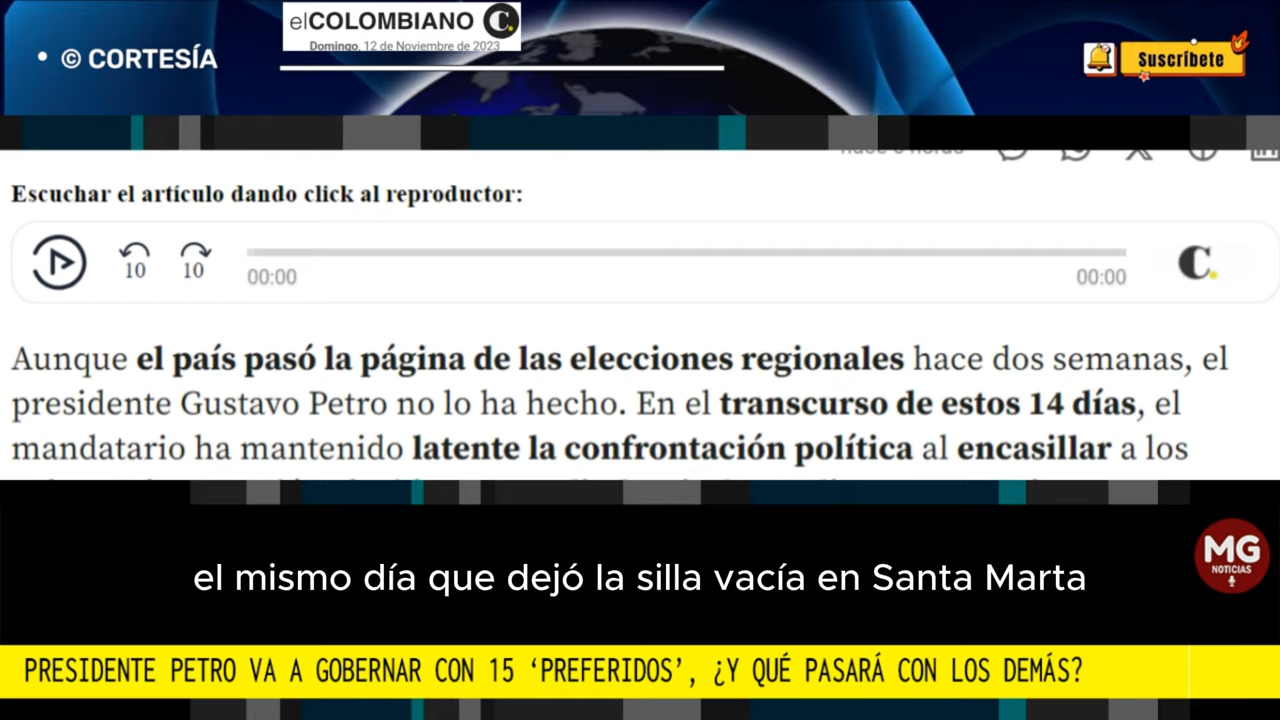 elCOLOMBIANO C.
Domingo, 12 de Noviembre de 2023
• © CORTESÍA
Suscríbete
Escuchar el artículo dando click al reproductor:
10 10
00:00 00:00
C.
Aunque el país pasó la página de las elecciones regionales hace dos semanas, el
presidente Gustavo Petro no lo ha hecho. En el transcurso de estos 14 días, el
mandatario ha mantenido latente la confrontación política al encasillar a los
el mismo día que dejó la silla vacía en Santa Marta
MG
NOTICIAS
PRESIDENTE PETRO VA A GOBERNAR CON 15 ‘PREFERIDOS’, ¿Y QUÉ PASARÁ CON LOS DEMÁS?